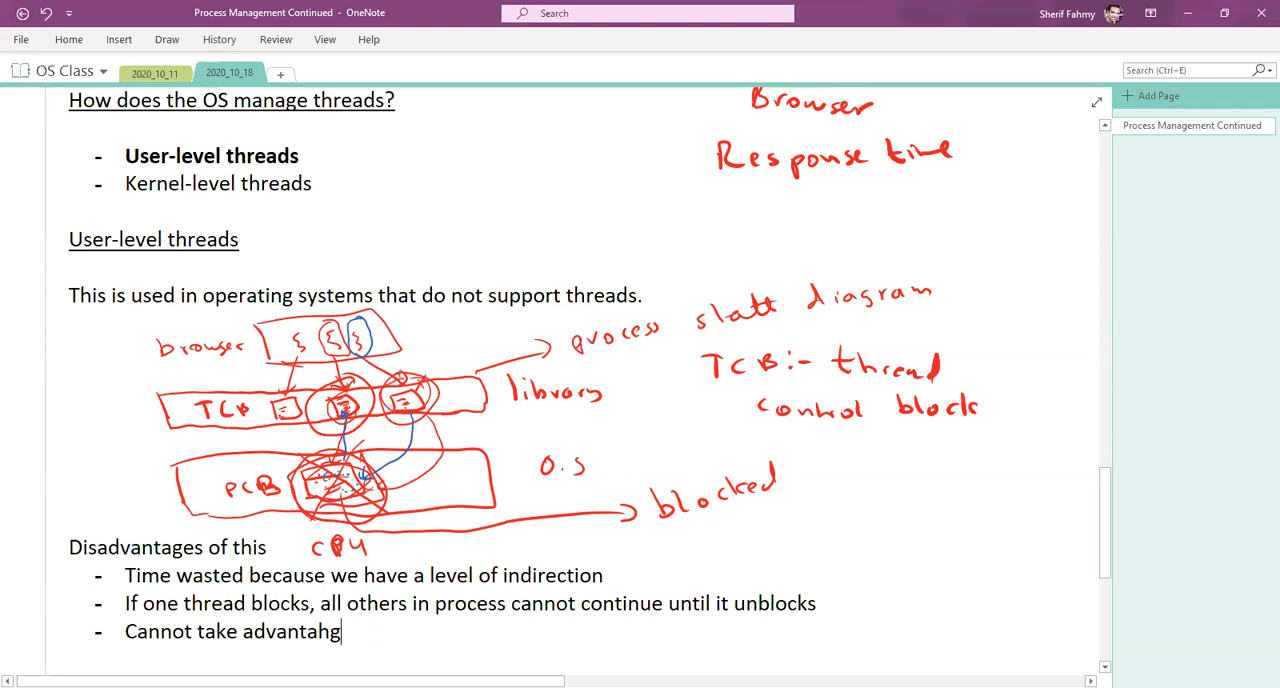 Process Management Continued - OneNote
Search
Sherif Fahmy
File Home Insert Draw History Review View Help
OS Class
2020_10_11
2020_10_18
Search (Ctrl+E)
Add Page
Process Management Continued
How does the OS manage threads?
Browser
- User-level threads
Response time
- Kernel-level threads
User-level threads
This is used in operating systems that do not support threads.
state diagram
browser
process
TCB:- thread
control block
TCB
library
PCB
O.S
blocked
CPU
Disadvantages of this
- Time wasted because we have a level of indirection
- If one thread blocks, all others in process cannot continue until it unblocks
- Cannot take advantahg